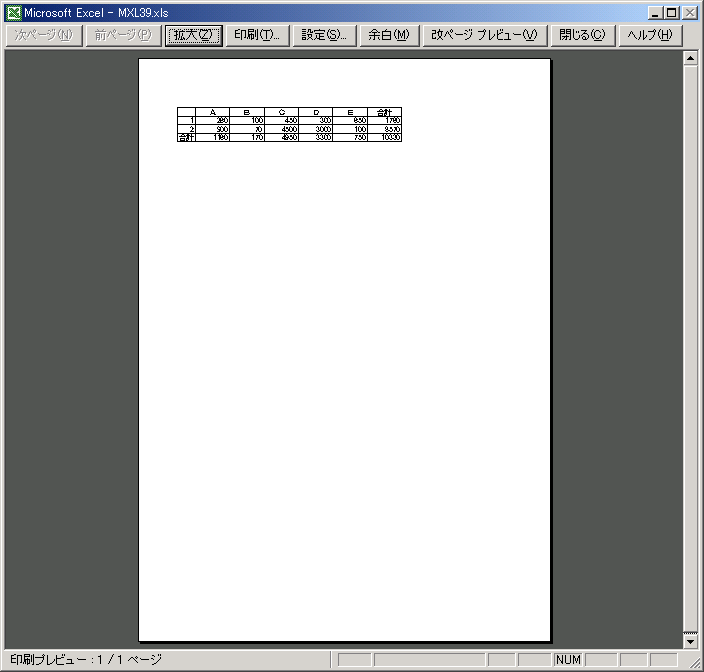 Microsoft Excel - MXL39.xls
次ページ(N) 前ページ(P) 拡大(Z) 印刷(T)... 設定(S)... 余白(M) 改ページ プレビュー(V) 閉じる(C) ヘルプ(H)
A B C D E 合計
1 280 100 450 300 650 1780
2 900 70 4500 3000 100 8570
合計 1180 170 4950 3300 750 10350
印刷プレビュー : 1 / 1 ページ NUM